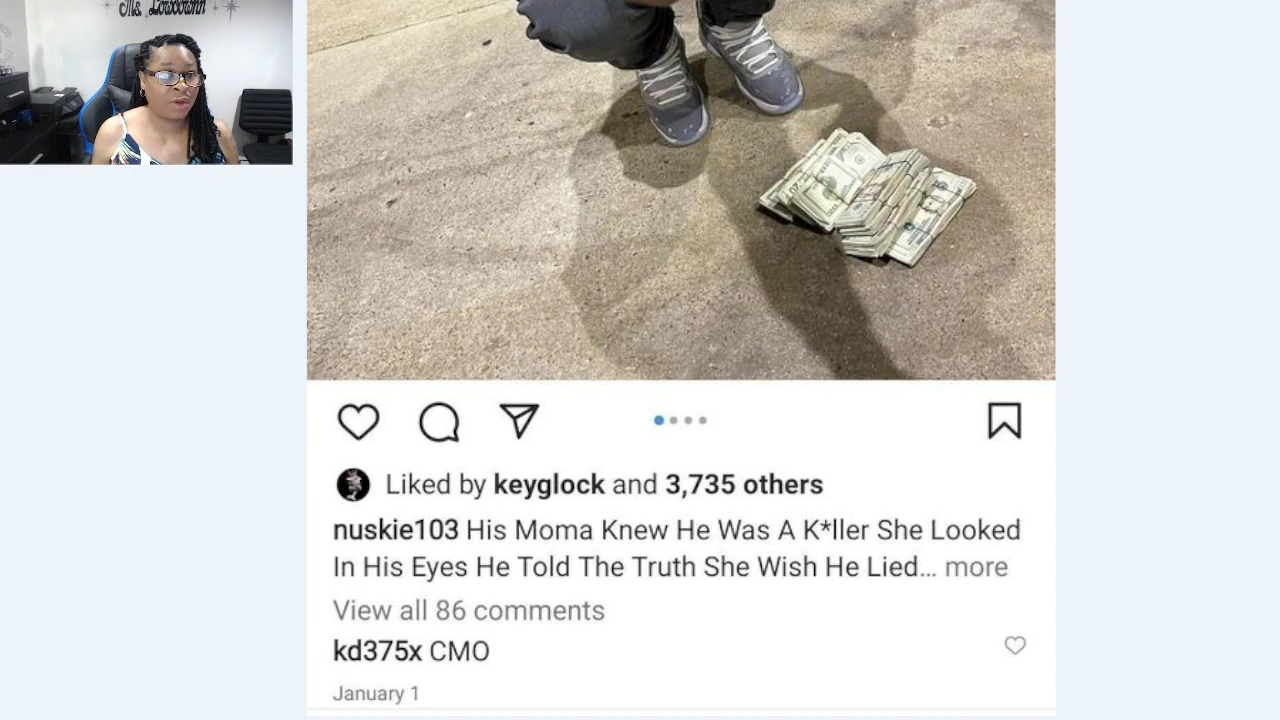 Ms. Lowdownn
Liked by keyglock and 3,735 others
nuskie103 His Moma Knew He Was A K*ller She Looked
In His Eyes He Told The Truth She Wish He Lied... more
View all 86 comments
kd375x CMO
January 1